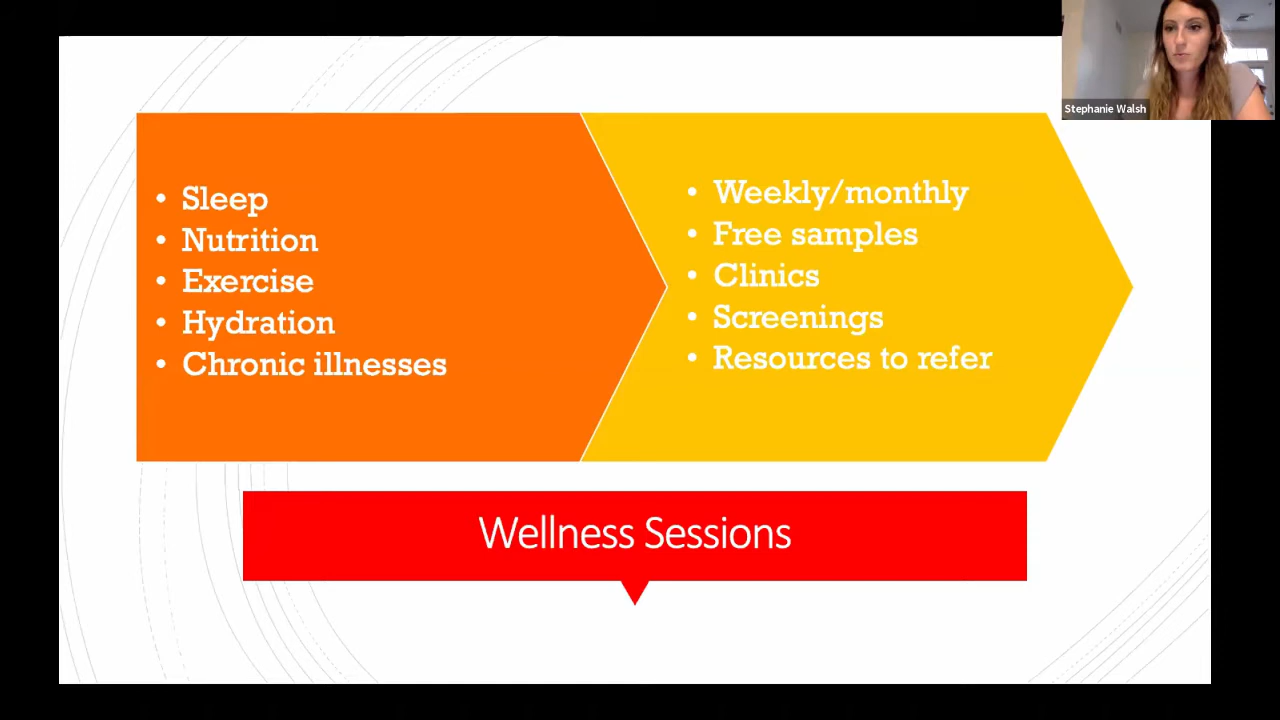 Stephanie Walsh
• Sleep
• Nutrition
• Exercise
• Hydration
• Chronic illnesses
• Weekly/monthly
• Free samples
• Clinics
• Screenings
• Resources to refer
Wellness Sessions